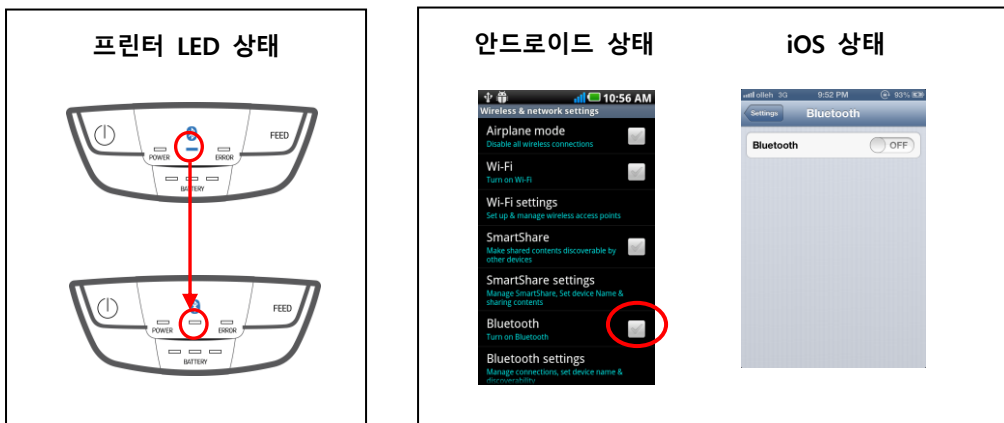 프린터 LED 상태
FEED
POWER
ERROR
BATTERY
FEED
POWER
ERROR
BATTERY
안드로이드 상태
10:56 AM
Wireless & network settings
Airplane mode
Disable all wireless connections
Wi-Fi
Turn on Wi-Fi
Wi-Fi settings
Set up & manage wireless access points
SmartShare
Make shared contents discoverable by
other devices
SmartShare settings
Manage SmartShare, Set device Name &
sharing contents
Bluetooth
Turn on Bluetooth
Bluetooth settings
Manage connections, set device name &
discoverability
iOS 상태
olleh 3G 9:52 PM 93%
Settings Bluetooth
Bluetooth OFF